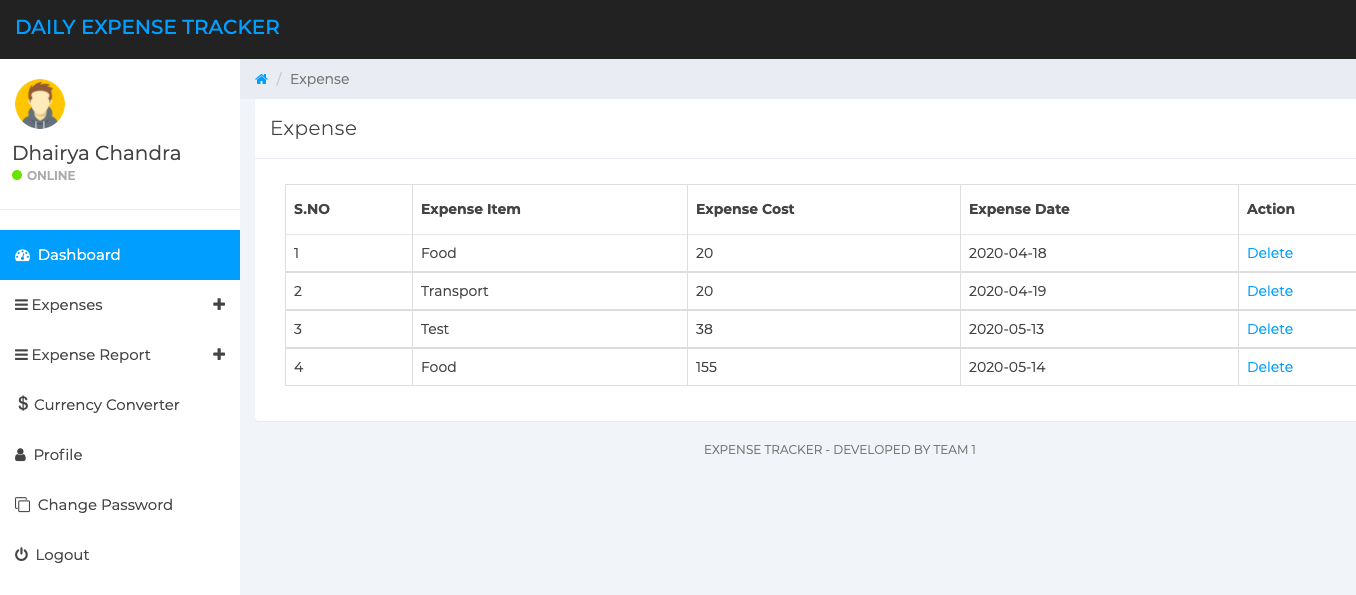 DAILY EXPENSE TRACKER
Dhairya Chandra
ONLINE
Dashboard
Expenses
Expense Report
$ Currency Converter
Profile
Change Password
Logout
/ Expense
Expense
S.NO Expense Item Expense Cost Expense Date Action
1 Food 20 2020-04-18 Delete
2 Transport 20 2020-04-19 Delete
3 Test 38 2020-05-13 Delete
4 Food 155 2020-05-14 Delete
EXPENSE TRACKER - DEVELOPED BY TEAM 1